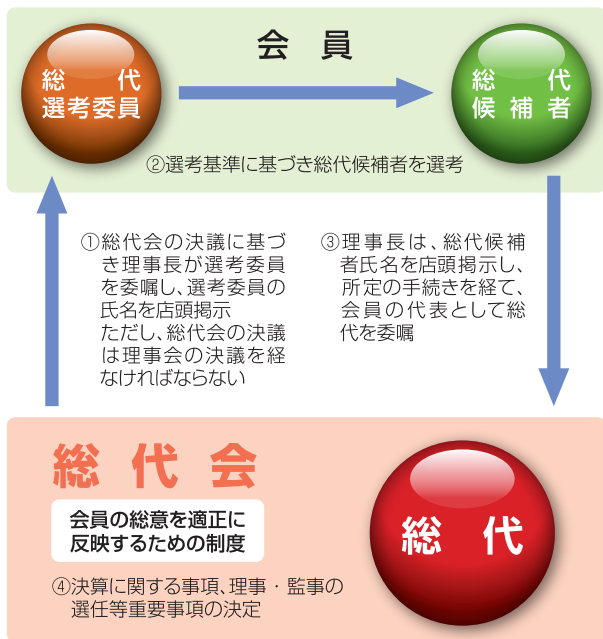 会 員
総 代
選考委員
総 代
候 補 者
②選考基準に基づき総代候補者を選考
①総代会の決議に基づ
き理事長が選考委員
を委嘱し、選考委員の
氏名を店頭掲示
ただし、総代会の決議
は理事会の決議を経
なければならない
③理事長は、総代候補
者氏名を店頭掲示し、
所定の手続きを経て、
会員の代表として総
代を委嘱
総 代 会
会員の総意を適正に
反映するための制度
④決算に関する事項、理事・監事の
選任等重要事項の決定
総 代